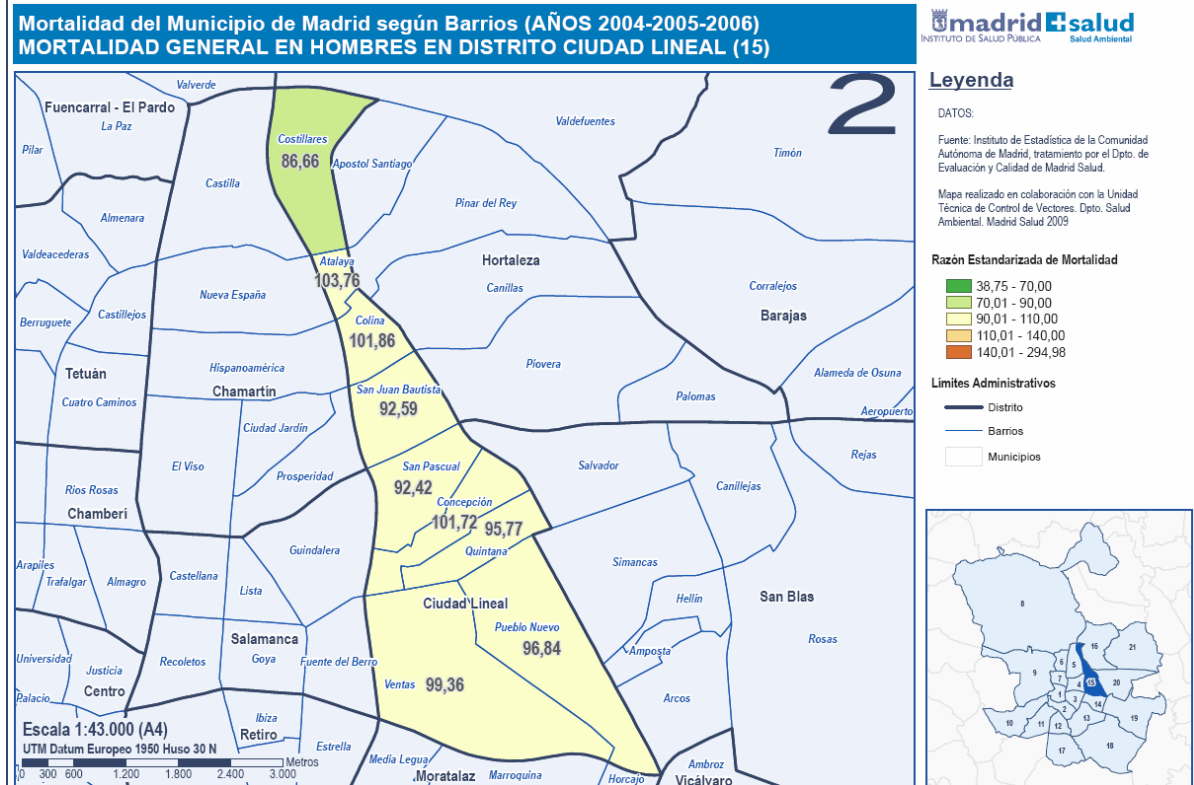 Mortalidad del Municipio de Madrid según Barrios (AÑOS 2004-2005-2006)
MORTALIDAD GENERAL EN HOMBRES EN DISTRITO CIUDAD LINEAL (15)
madrid+salud
INSTITUTO DE SALUD PÚBLICA
Salud Ambiental
2
Valverde
Fuencarral - El Pardo
La Paz
Pilar
Costillares
86,66
Apostol Santiago
Valdefuentes
Timón
Castilla
Almenara
Pinar del Rey
Valdeacederas
Atalaya
103,76
Hortaleza
Canillas
Nueva España
Corralejos
Barajas
Castillejos
Berruguete
Colina
101,86
Hispanoamérica
Piovera
Tetuán
Chamartín
San Juan Bautista
92,59
Alameda de Osuna
Cuatro Caminos
Palomas
Aeropuerto
Ciudad Jardín
El Viso
Prosperidad
San Pascual
92,42
Salvador
Rejas
Canillejas
Rios Rosas
Chamberí
Concepción
101,72
95,77
Quintana
Guindalera
Simancas
Arapiles
Trafalgar
Almagro
Castellana
Lista
Hellín
San Blas
Ciudad Lineal
Pueblo Nuevo
96,84
Rosas
Salamanca
Goya
Fuente del Berro
Amposta
Universidad
Justicia
Recoletos
Centro
Palacio
Ventas
99,36
Arcos
Ibiza
Retiro
Estrella
Media Legua
Moratalaz
Marroquina
Horcajo
Ambroz
Vicálvaro
Escala 1:43.000 (A4)
UTM Datum Europeo 1950 Huso 30 N
0 300 600 1.200 1.800 2.400 3.000 Metros
Leyenda
DATOS:
Fuente: Instituto de Estadística de la Comunidad
Autónoma de Madrid, tratamiento por el Dpto. de
Evaluación y Calidad de Madrid Salud.
Mapa realizado en colaboración con la Unidad
Técnica de Control de Vectores. Dpto. Salud
Ambiental. Madrid Salud 2009
Razón Estandarizada de Mortalidad
38,75 - 70,00
70,01 - 90,00
90,01 - 110,00
110,01 - 140,00
140,01 - 294,98
Limites Administrativos
Distrito
Barrios
Municipios
8
16
21
6
5
9
7
4
15
20
1
3
14
2
10
11
12
13
19
17
18